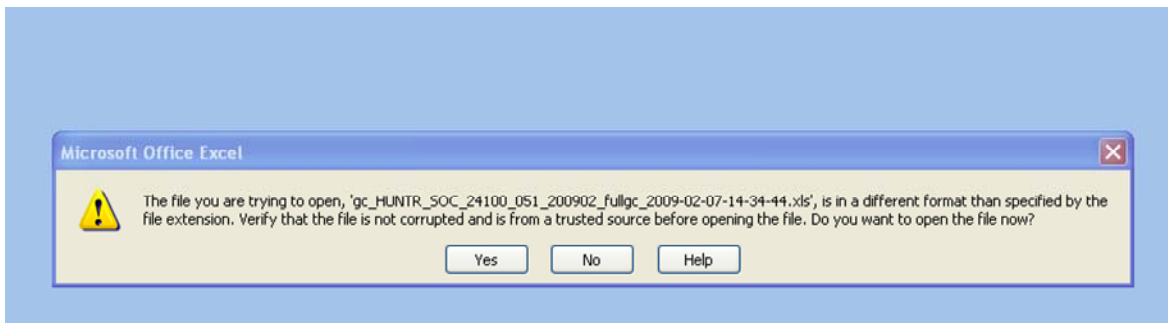 Microsoft Office Excel
The file you are trying to open, 'gc_HUNTR_SOC_24100_051_200902_fullgc_2009-02-07-14-34-44.xls', is in a different format than specified by the
file extension. Verify that the file is not corrupted and is from a trusted source before opening the file. Do you want to open the file now?
Yes No Help